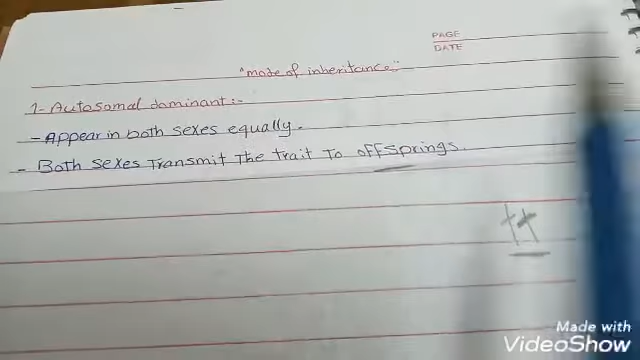 PAGE
DATE
"mode of inheritance"
1- Autosomal dominant:-
- Appear in both sexes equally.
- Both sexes Transmit The trait To offsprings.
tt
Made with
VideoShow